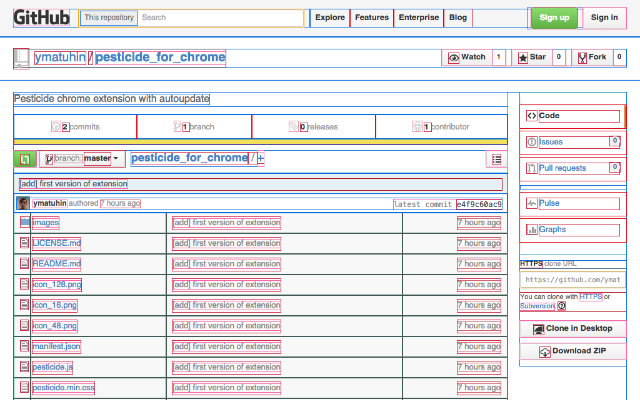 GitHub This repository Search Explore Features Enterprise Blog Sign up Sign in
ymatuhin / pesticide_for_chrome Watch 1 Star 0 Fork 0
Pesticide chrome extension with autoupdate
2 commits 1 branch 0 releases 1 contributor
branch: master pesticide_for_chrome / +
[add] first version of extension
ymatuhin authored 7 hours ago latest commit e4f9c60ac9
images [add] first version of extension 7 hours ago
LICENSE.md [add] first version of extension 7 hours ago
README.md [add] first version of extension 7 hours ago
icon_128.png [add] first version of extension 7 hours ago
icon_16.png [add] first version of extension 7 hours ago
icon_48.png [add] first version of extension 7 hours ago
manifest.json [add] first version of extension 7 hours ago
pesticide.js [add] first version of extension 7 hours ago
pesticide.min.css [add] first version of extension 7 hours ago
Code
Issues 0
Pull requests 0
Pulse
Graphs
HTTPS clone URL
https://github.com/ymat
You can clone with HTTPS or
Subversion. ?
Clone in Desktop
Download ZIP